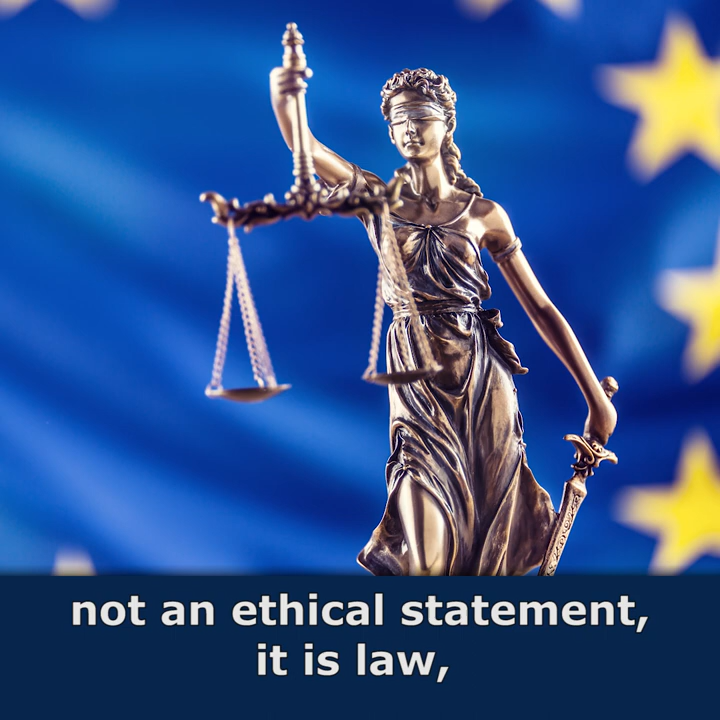 not an ethical statement,
it is law,